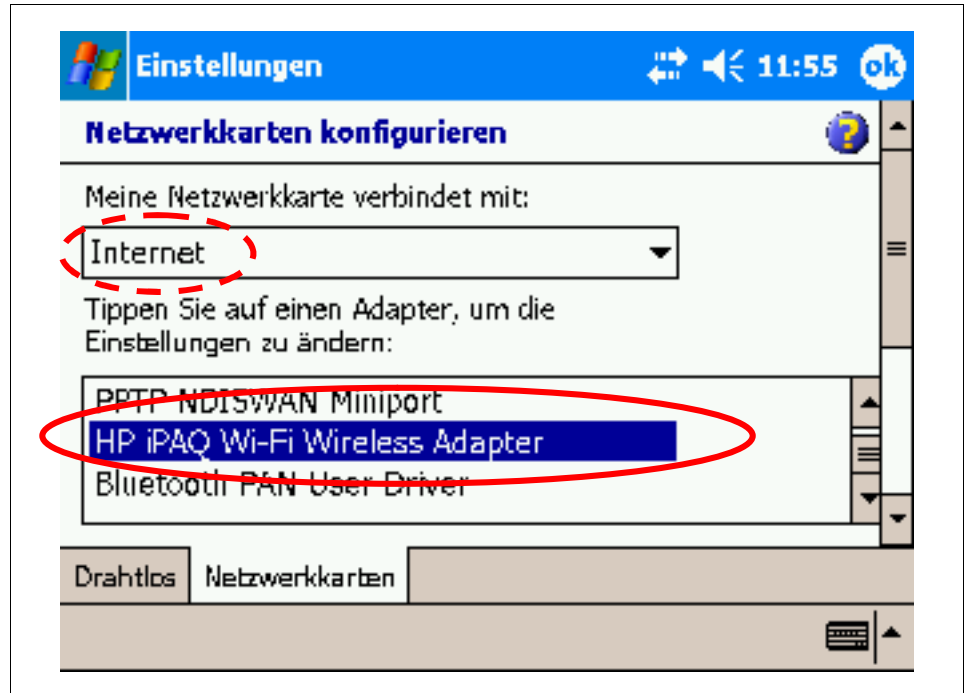 Einstellungen 11:55 ok
Netzwerkkarten konfigurieren
Meine Netzwerkkarte verbindet mit:
Internet
Tippen Sie auf einen Adapter, um die
Einstellungen zu ändern:
PPTP NDISWAN Miniport
HP iPAQ Wi-Fi Wireless Adapter
Bluetooth PAN User Driver
Drahtlos Netzwerkkarten